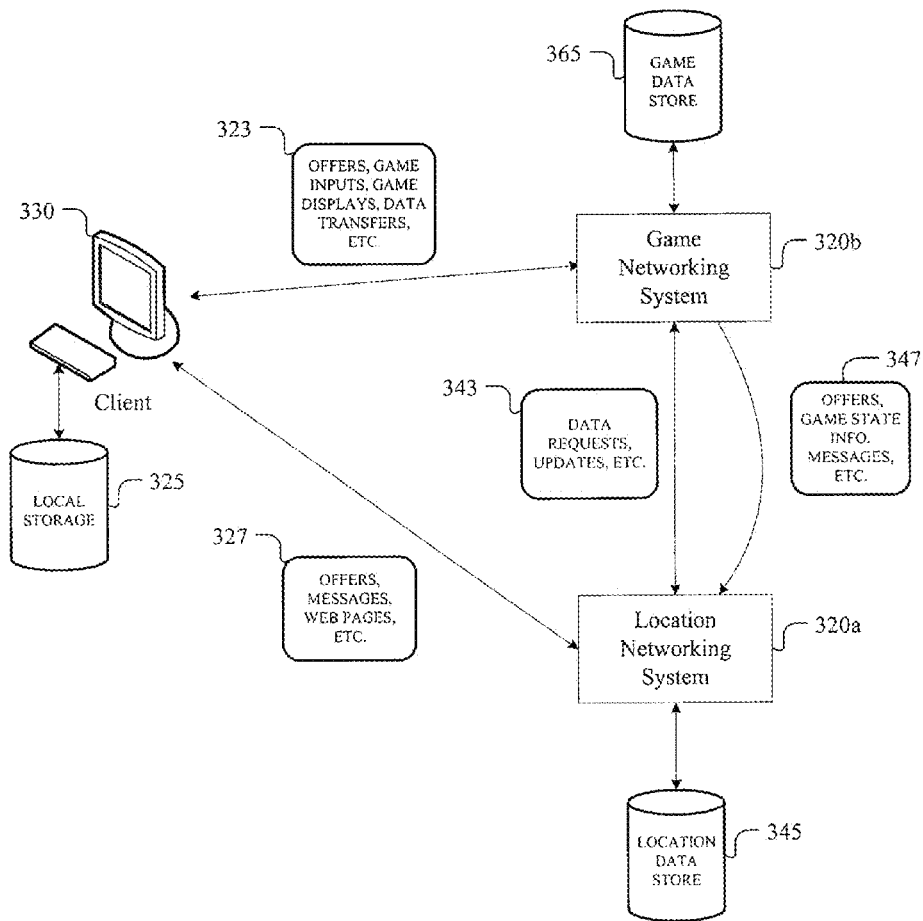 365
GAME
DATA
STORE
323
OFFERS, GAME
INPUTS, GAME
DISPLAYS, DATA
TRANSFERS,
ETC.
330
Game
Networking
System
320b
Client
343
DATA
REQUESTS,
UPDATES, ETC.
347
OFFERS,
GAME STATE
INFO.
MESSAGES,
ETC.
LOCAL
STORAGE
325
327
OFFERS,
MESSAGES,
WEB PAGES,
ETC.
Location
Networking
System
320a
LOCATION
DATA
STORE
345